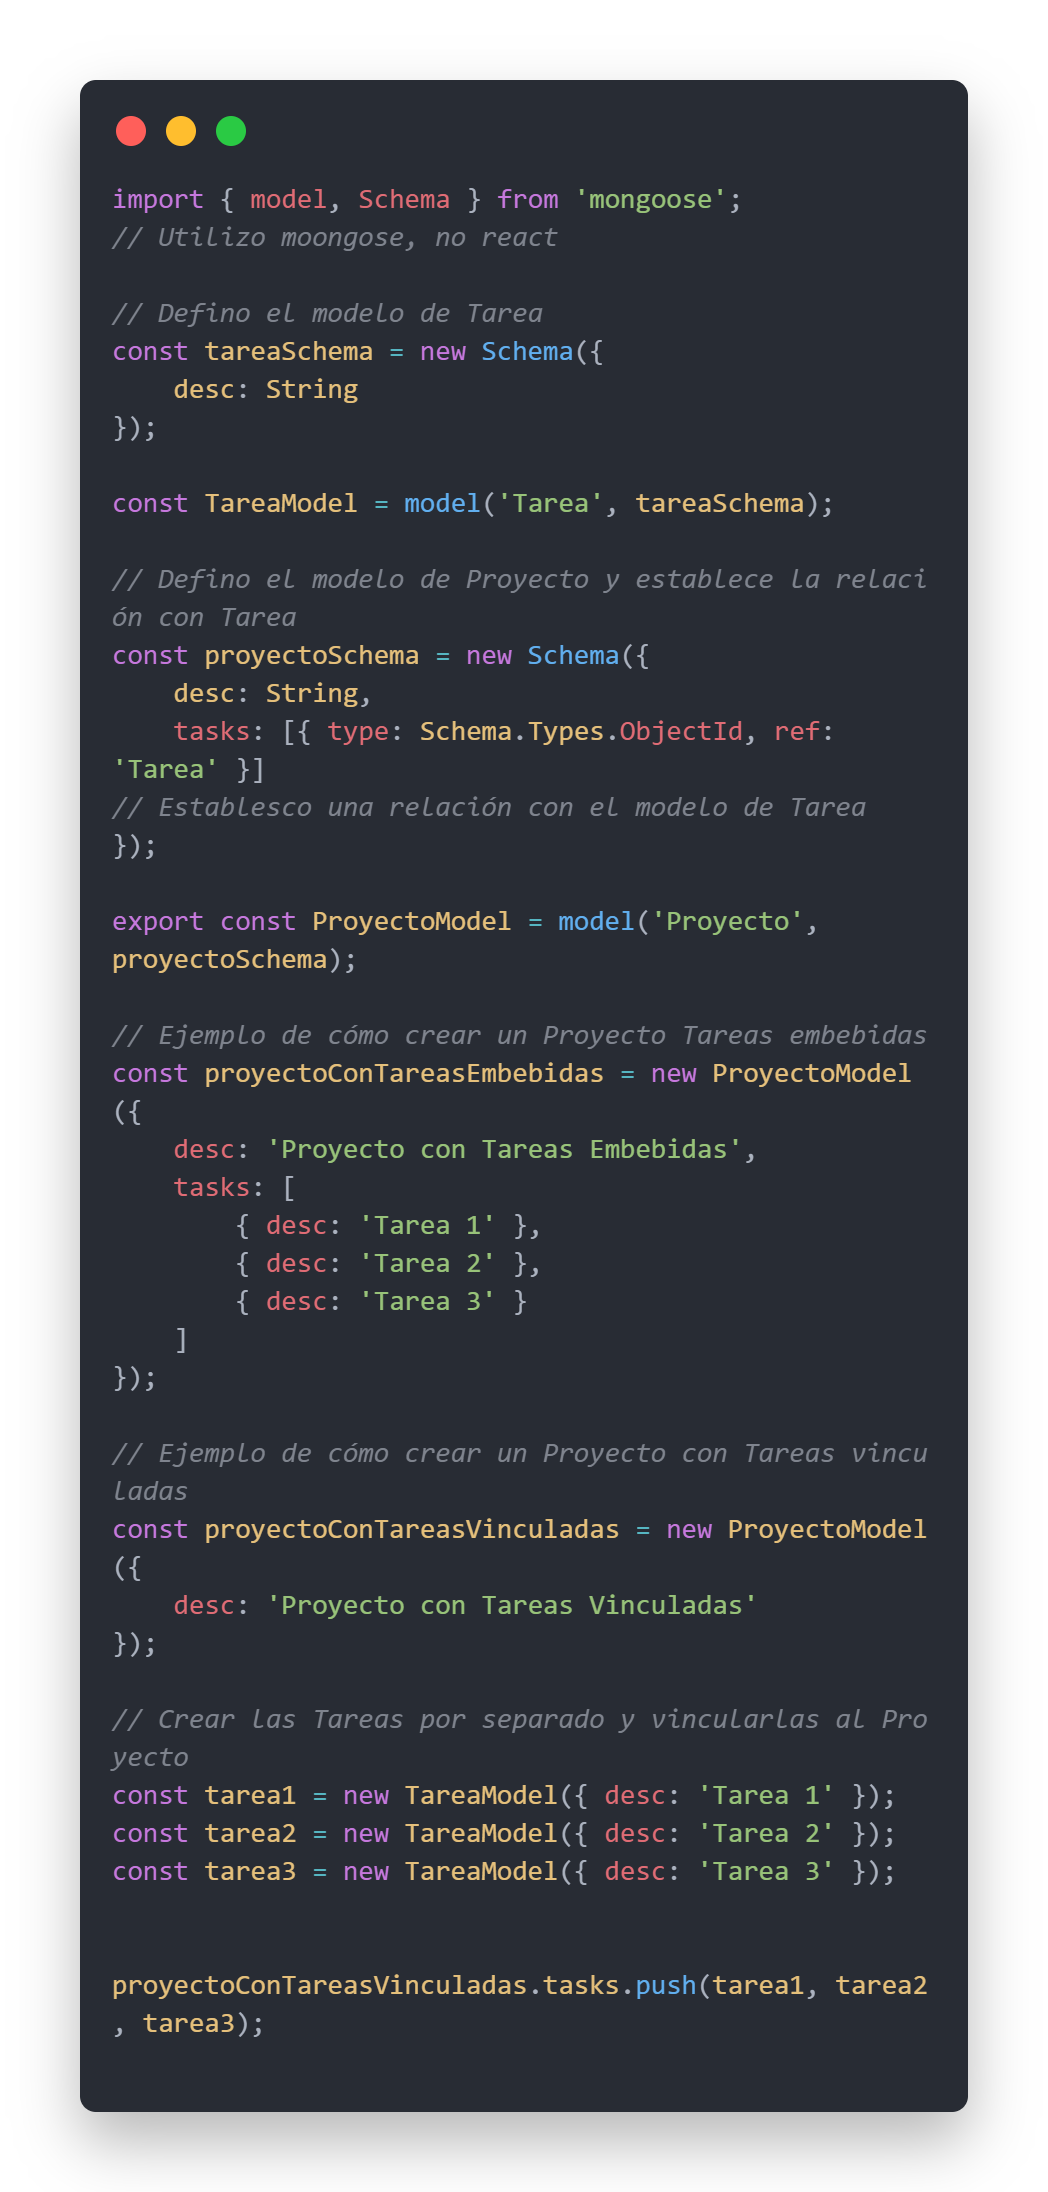 import { model, Schema } from 'mongoose';
// Utilizo moongose, no react

// Defino el modelo de Tarea
const tareaSchema = new Schema({
    desc: String
});

const TareaModel = model('Tarea', tareaSchema);

// Defino el modelo de Proyecto y establece la relaci
ón con Tarea
const proyectoSchema = new Schema({
    desc: String,
    tasks: [{ type: Schema.Types.ObjectId, ref:
'Tarea' }]
// Establesco una relación con el modelo de Tarea
});

export const ProyectoModel = model('Proyecto',
proyectoSchema);

// Ejemplo de cómo crear un Proyecto Tareas embebidas
const proyectoConTareasEmbebidas = new ProyectoModel
({
    desc: 'Proyecto con Tareas Embebidas',
    tasks: [
        { desc: 'Tarea 1' },
        { desc: 'Tarea 2' },
        { desc: 'Tarea 3' }
    ]
});

// Ejemplo de cómo crear un Proyecto con Tareas vincu
ladas
const proyectoConTareasVinculadas = new ProyectoModel
({
    desc: 'Proyecto con Tareas Vinculadas'
});

// Crear las Tareas por separado y vincularlas al Pro
yecto
const tarea1 = new TareaModel({ desc: 'Tarea 1' });
const tarea2 = new TareaModel({ desc: 'Tarea 2' });
const tarea3 = new TareaModel({ desc: 'Tarea 3' });


proyectoConTareasVinculadas.tasks.push(tarea1, tarea2
, tarea3);